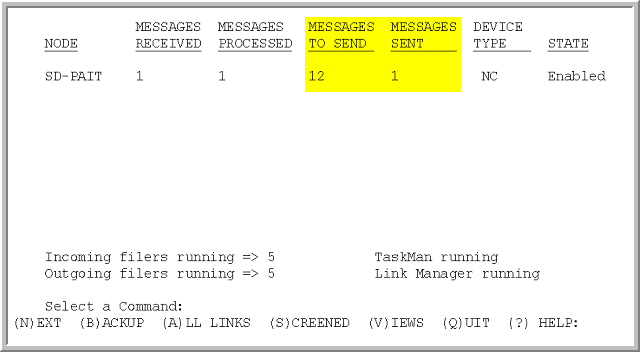 MESSAGES MESSAGES MESSAGES MESSAGES DEVICE
NODE RECEIVED PROCESSED TO SEND SENT TYPE STATE
SD-PAIT 1 1 12 1 NC Enabled
Incoming filers running => 5 TaskMan running
Outgoing filers running => 5 Link Manager running
Select a Command:
(N)EXT (B)ACKUP (A)LL LINKS (S)CREENED (V)IEWS (Q)UIT (?) HELP: